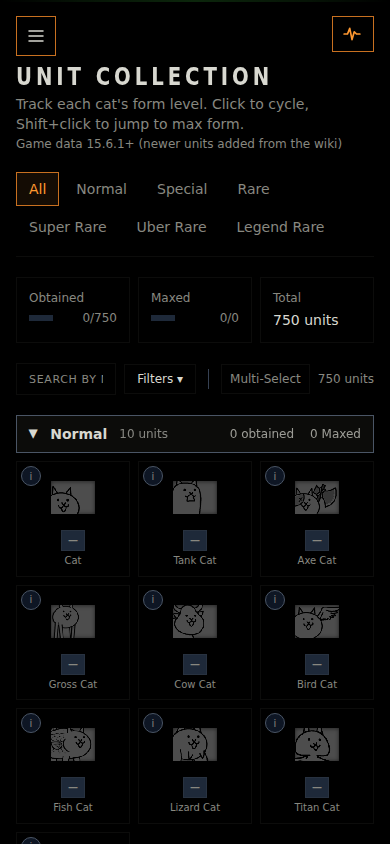 UNIT COLLECTION
Track each cat's form level. Click to cycle,
Shift+click to jump to max form.
Game data 15.6.1+ (newer units added from the wiki)
All Normal Special Rare
Super Rare Uber Rare Legend Rare
Obtained Maxed Total
0/750 0/0 750 units
SEARCH BY I Filters ▾ Multi-Select 750 units
▼ Normal 10 units 0 obtained 0 Maxed
i i i
— — —
Cat Tank Cat Axe Cat
i i i
— — —
Gross Cat Cow Cat Bird Cat
i i i
— — —
Fish Cat Lizard Cat Titan Cat
i